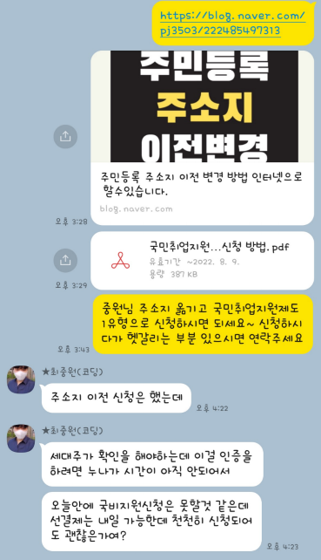 https://blog.naver.com/
pj3503/222485497313
주민등록
주소지
이전변경
주민등록 주소지 이전 변경 방법 인터넷으로
할수있습니다.
blog.naver.com
오후 3:28
국민취업지원...신청 방법.pdf
유효기간 ~2022. 8. 9.
용량 387 KB
오후 3:29
중원님 주소지 옮기고 국민취업지원제도
1유형으로 신청하시면 되세요~ 신청하시
다가 헷갈리는 부분 있으시면 연락주세요
오후 3:43
★최중원(코딩)
주소지 이전 신청은 했는데
오후 4:22
★최중원(코딩)
세대주가 확인을 해야하는데 이걸 인증을
하려면 누나가 시간이 아직 안되어서
오늘안에 국비지원신청은 못할것 같은데
선결제는 내일 가능한데 천천히 신청되어
도 괜찮은가여?
오후 4:23